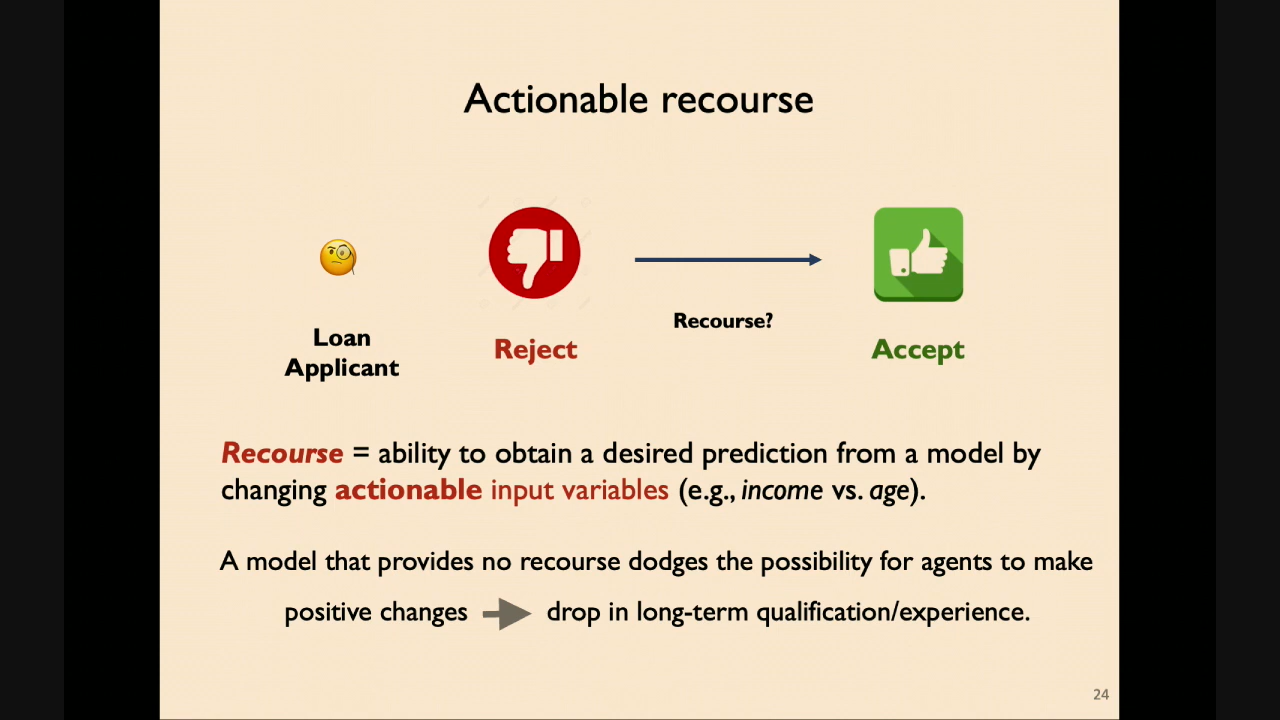 Actionable recourse
Loan
Applicant
Reject
Recourse?
Accept
Recourse = ability to obtain a desired prediction from a model by
changing actionable input variables (e.g., income vs. age).
A model that provides no recourse dodges the possibility for agents to make
positive changes drop in long-term qualification/experience.
24